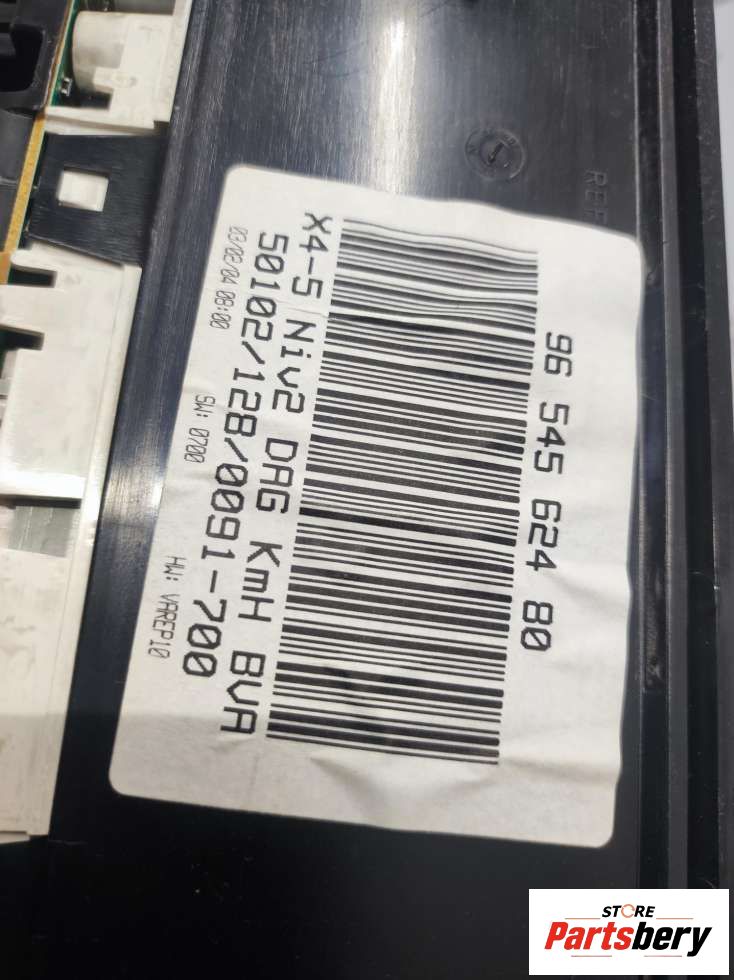 96 545 624 80
X4-S Niv2 DAG KmH BVA
50102/128/0091-700
03/02/04 08:00 SW: 0700 HW: VAREP10
REF
STORE
Partsbery